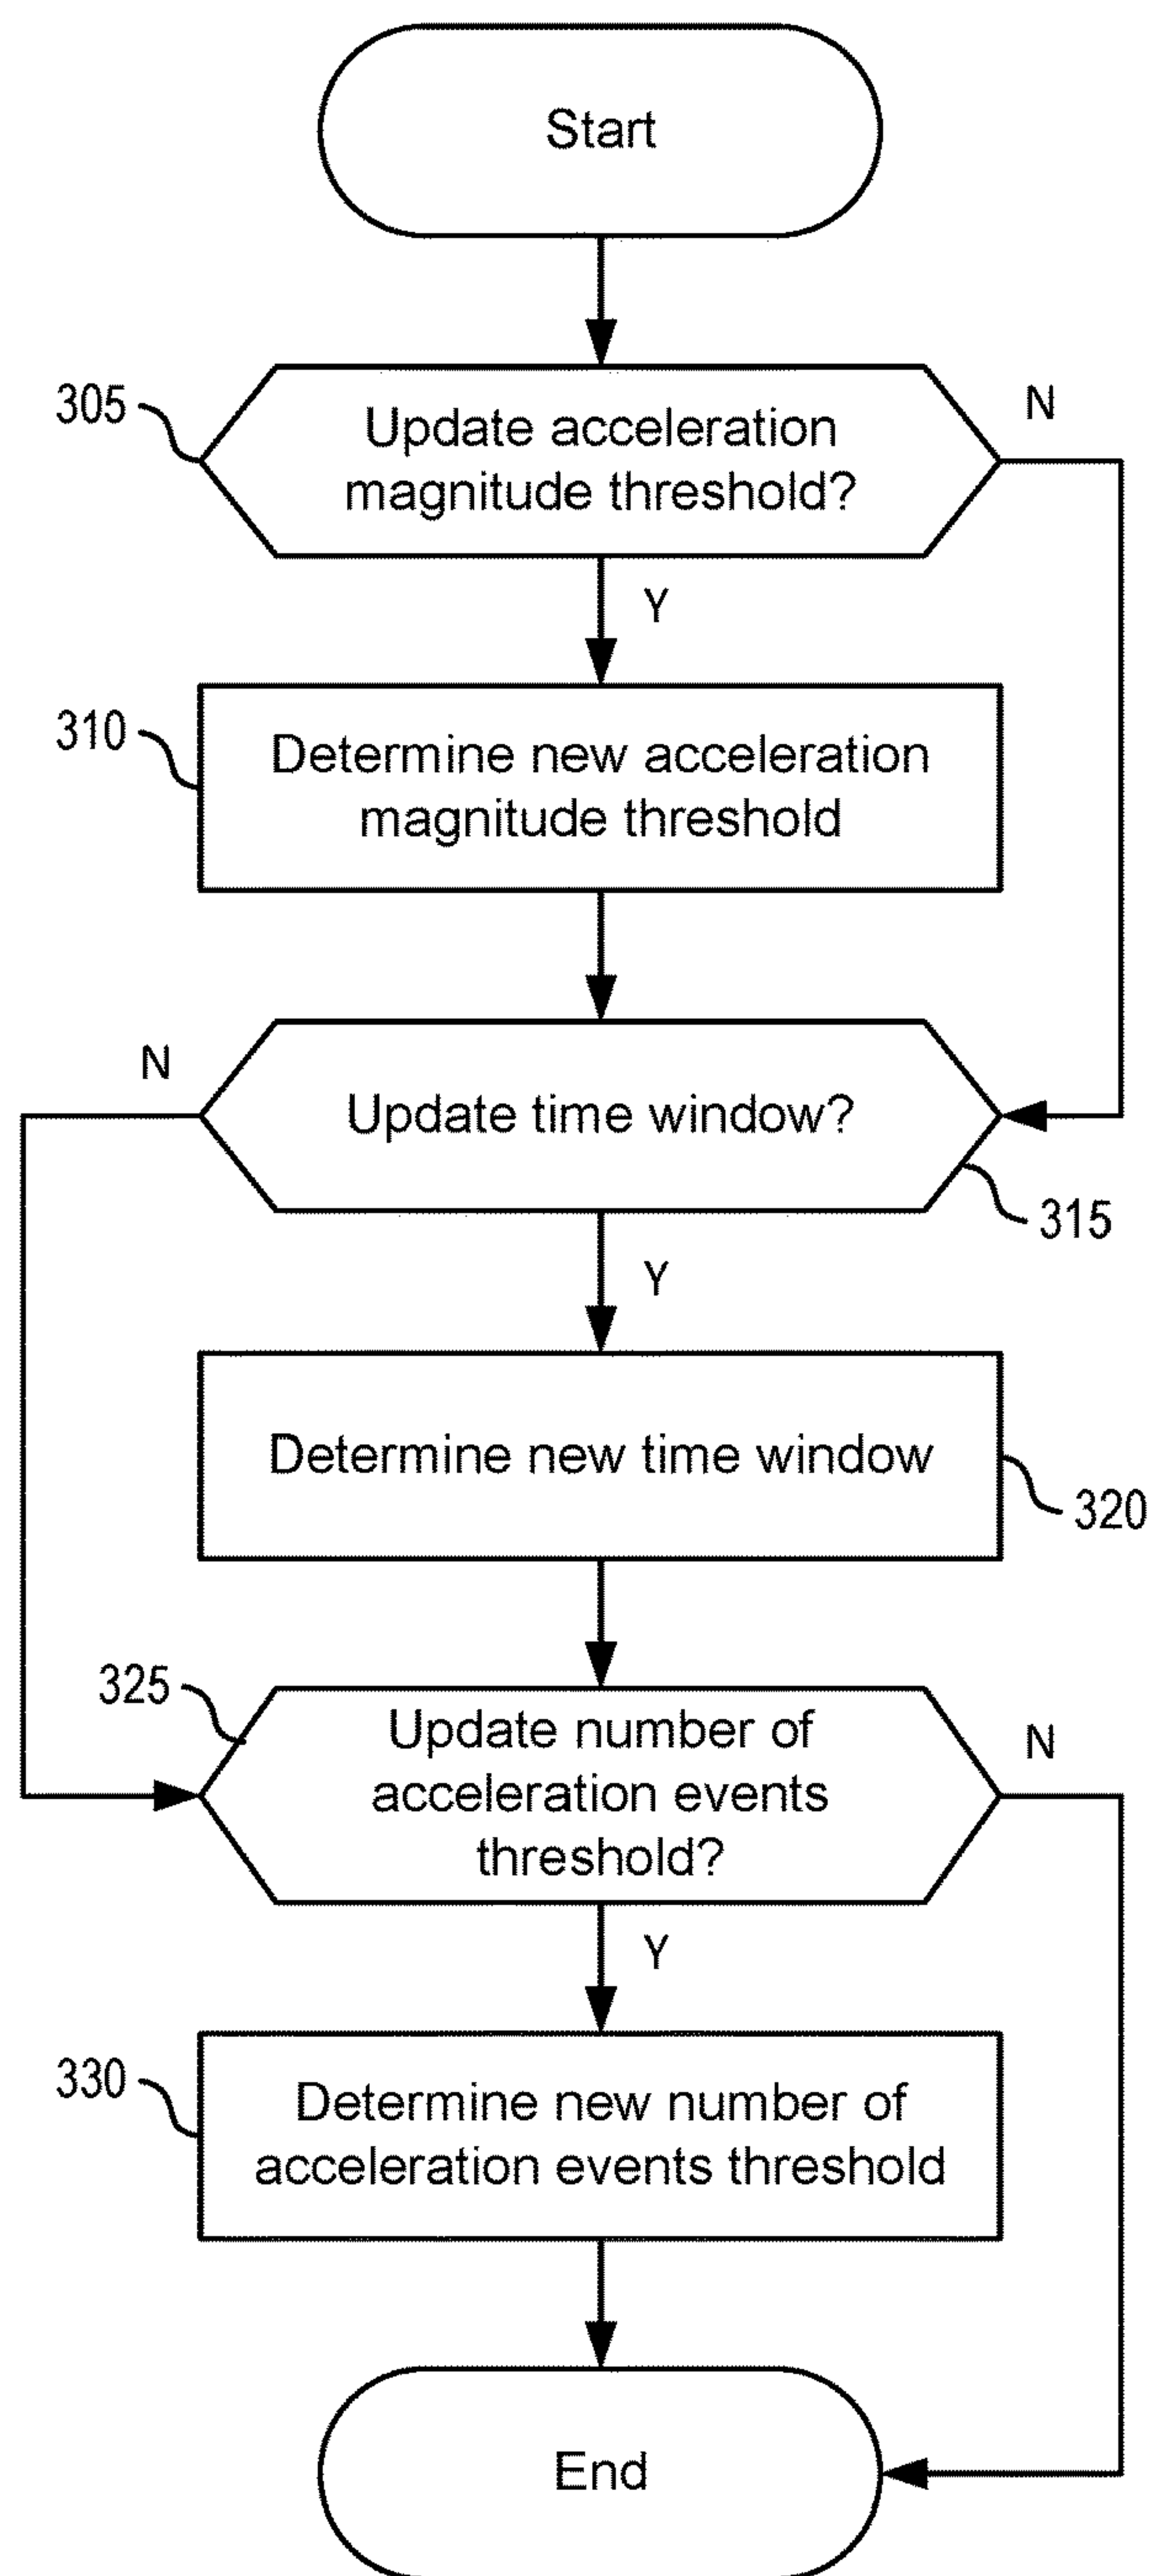 Start
305
Update acceleration
magnitude threshold?
N
Y
310
Determine new acceleration
magnitude threshold
N
Update time window?
315
Y
Determine new time window
320
325
Update number of
acceleration events
threshold?
N
Y
330
Determine new number of
acceleration events threshold
End